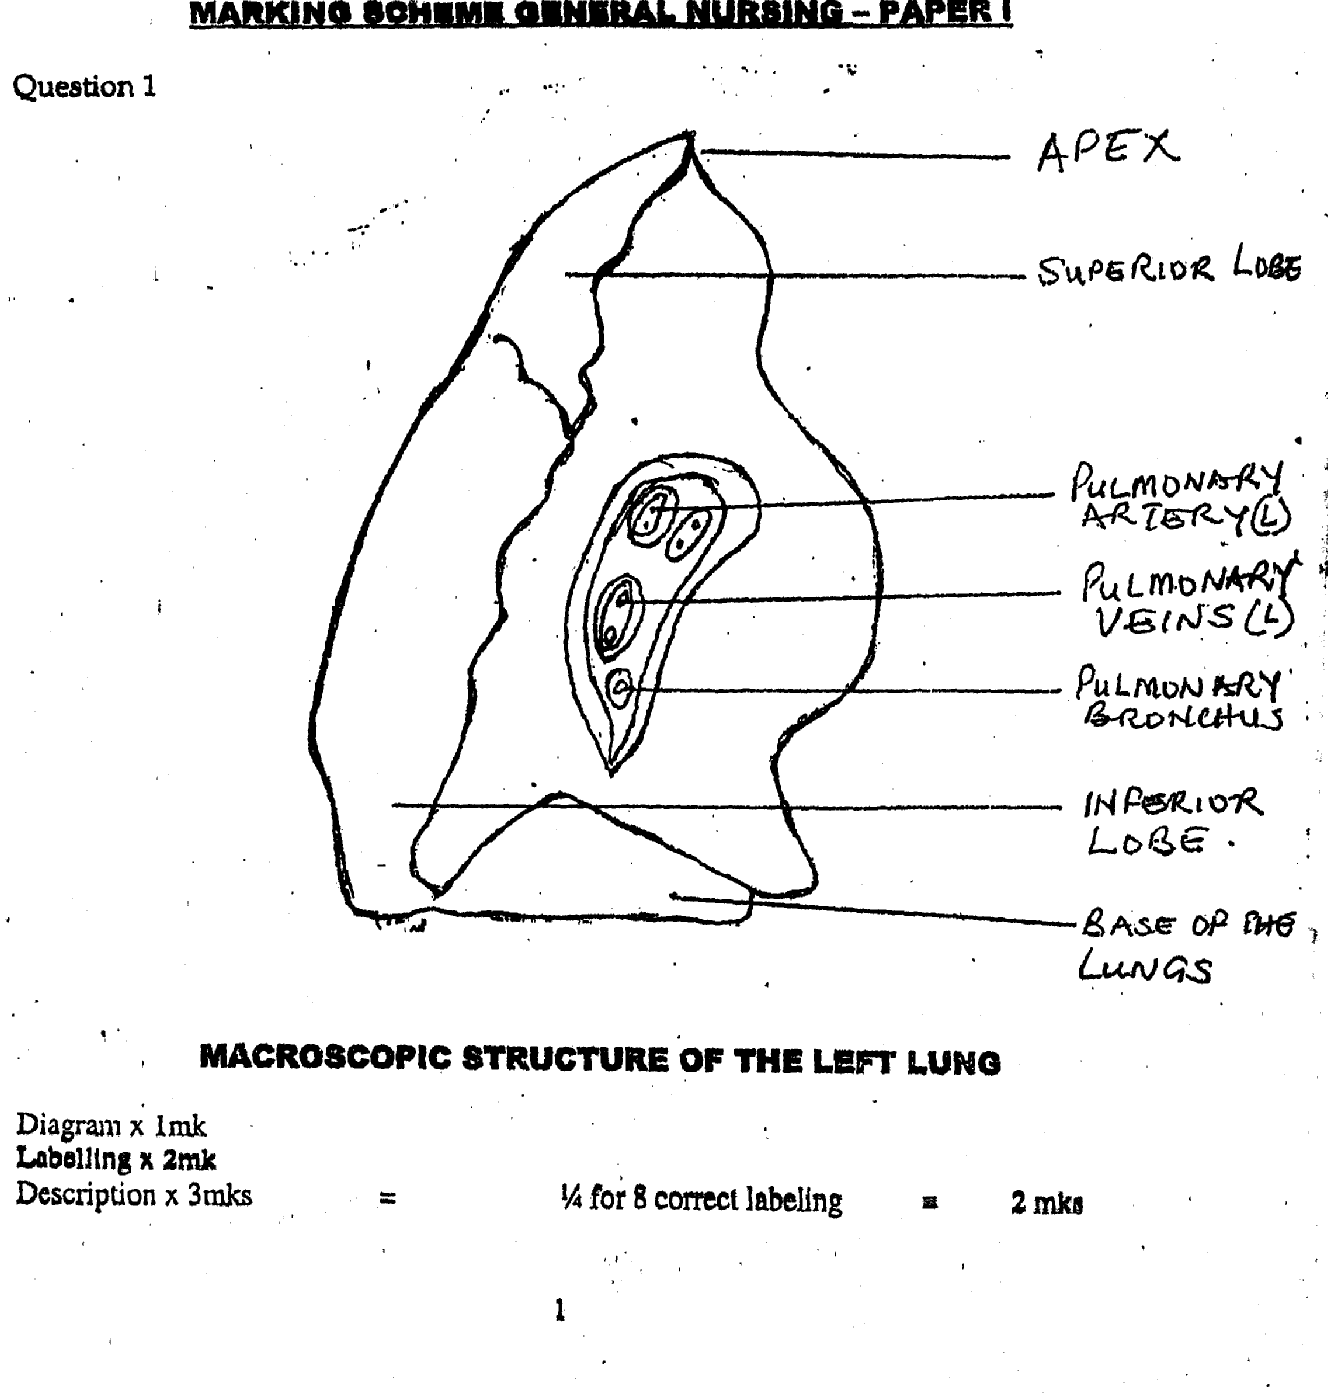 MARKING SCHEME GENERAL NURSING – PAPER I
Question 1
APEX
SUPERIOR LOBE
PULMONARY
ARTERY (L)
PULMONARY
VEINS (L)
PULMONARY
BRONCHUS
INFERIOR
LOBE.
BASE OF THE
LUNGS
MACROSCOPIC STRUCTURE OF THE LEFT LUNG
Diagram x 1mk
Labelling x 2mk
Description x 3mks = ¼ for 8 correct labeling = 2 mks
1